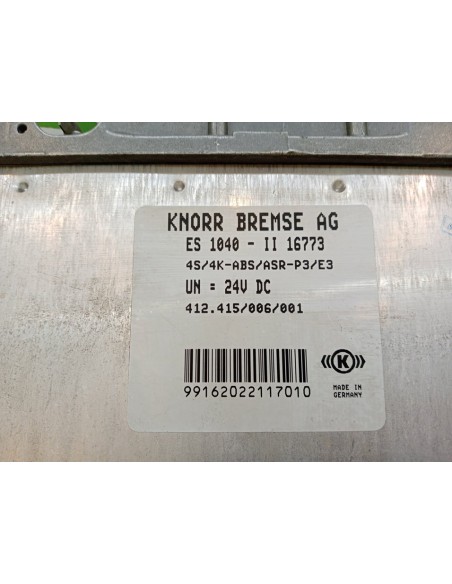 KNORR BREMSE AG
ES 1040 - II 16773
4S/4K-ABS/ASR-P3/E3
UN = 24V DC
412.415/006/001
99162022117010
K
MADE IN
GERMANY